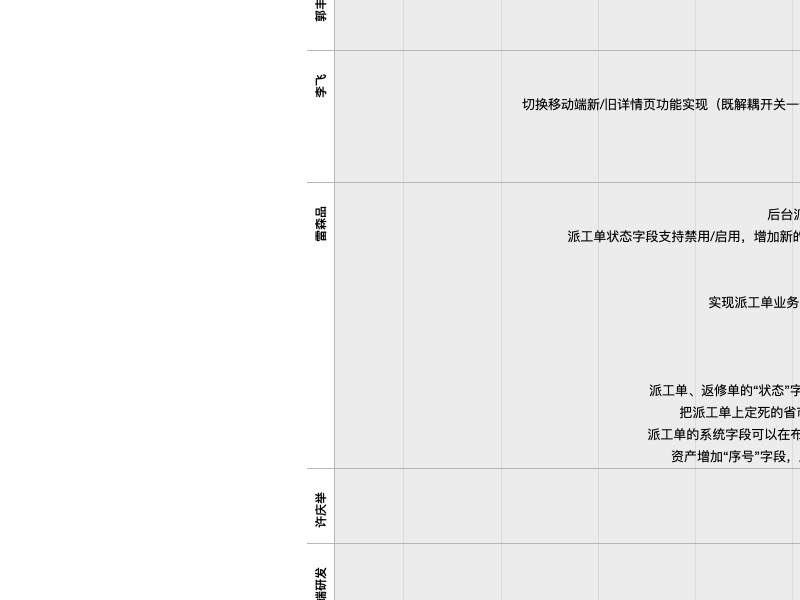 郭丰
李飞
切换移动端新/旧详情页功能实现（既解耦开关一
雷森品
后台派
派工单状态字段支持禁用/启用，增加新的
实现派工单业务
派工单、返修单的“状态”字
把派工单上定死的省市
派工单的系统字段可以在布
资产增加“序号”字段，
许庆举
端研发